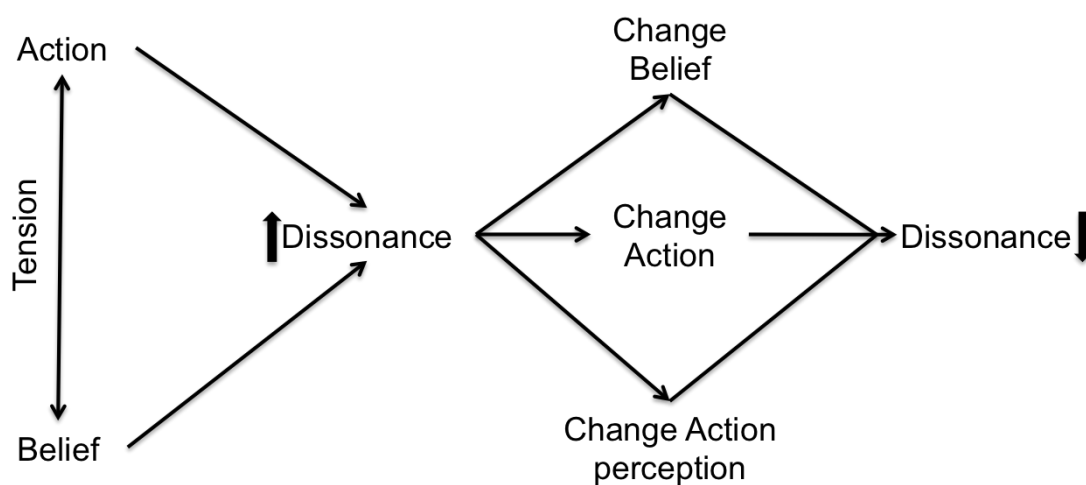 Action
Tension
Belief
Dissonance
Change
Belief
Change
Action
Change Action
perception
Dissonance